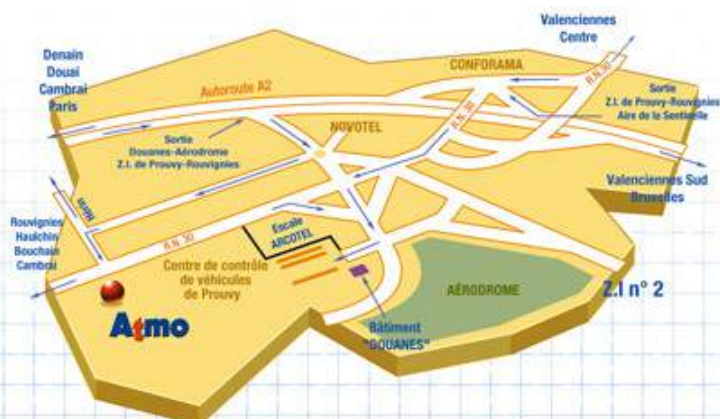 Valenciennes
Centre
Denain
Douai
Cambrai
Paris
CONFORAMA
R.N.30
Autoroute A2
Sortie
Z.I. de Prouvy-Rouvignies
Aire de la Sentinelle
R.N. 30
NOVOTEL
Sortie
Douanes-Aérodrome
Z.I. de Prouvy-Rouvignies
Valenciennes Sud
Bruxelles
Rouvignies
Haulchin
Bouchain
Cambrai
R.N. 30
Escale
ARCOTEL
Centre de contrôle
de véhicules
de Prouvy
AÉRODROME
Z.I n° 2
Atmo
Bâtiment
"DOUANES"